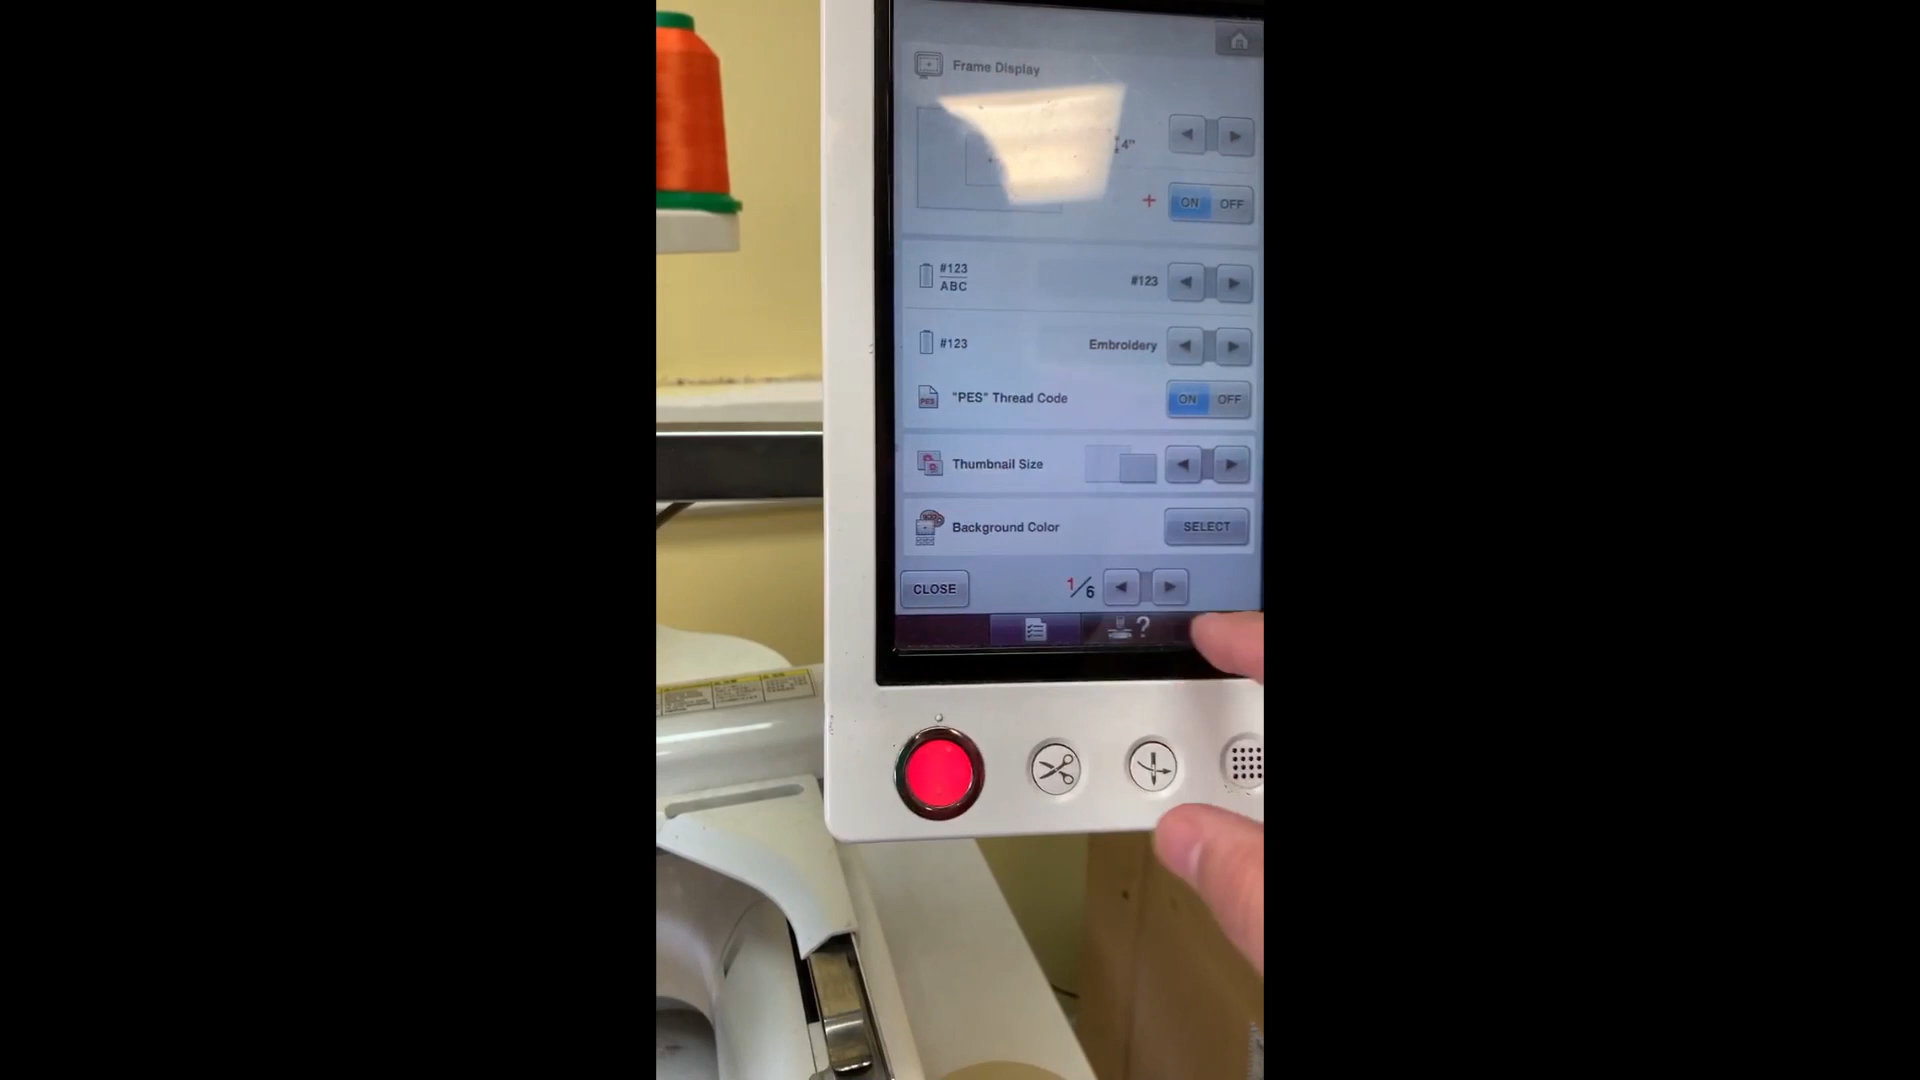 Frame Display
4"
+ ON OFF
#123
ABC
#123
#123
Embroidery
PES
"PES" Thread Code
ON OFF
Thumbnail Size
Background Color
SELECT
CLOSE
1/6
?